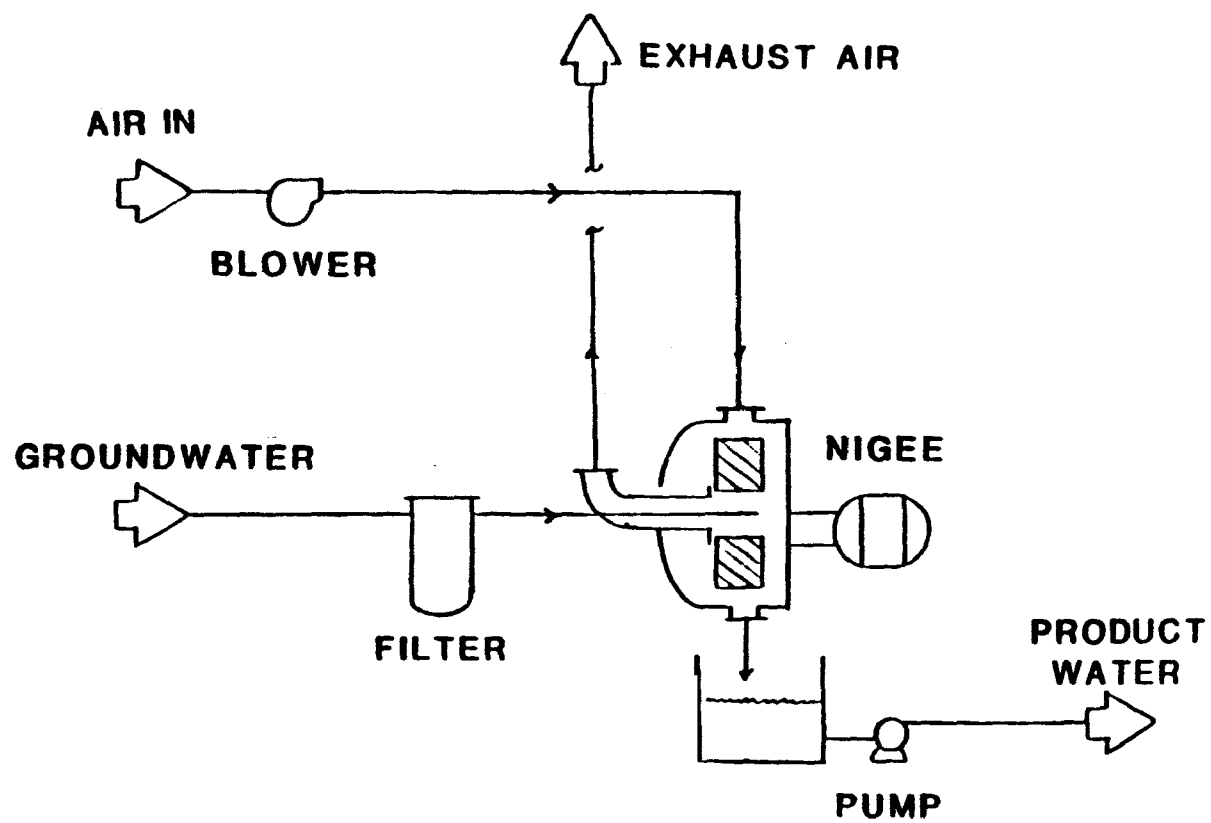 EXHAUST AIR
AIR IN
BLOWER
GROUNDWATER
NIGEE
FILTER
PRODUCT
WATER
PUMP